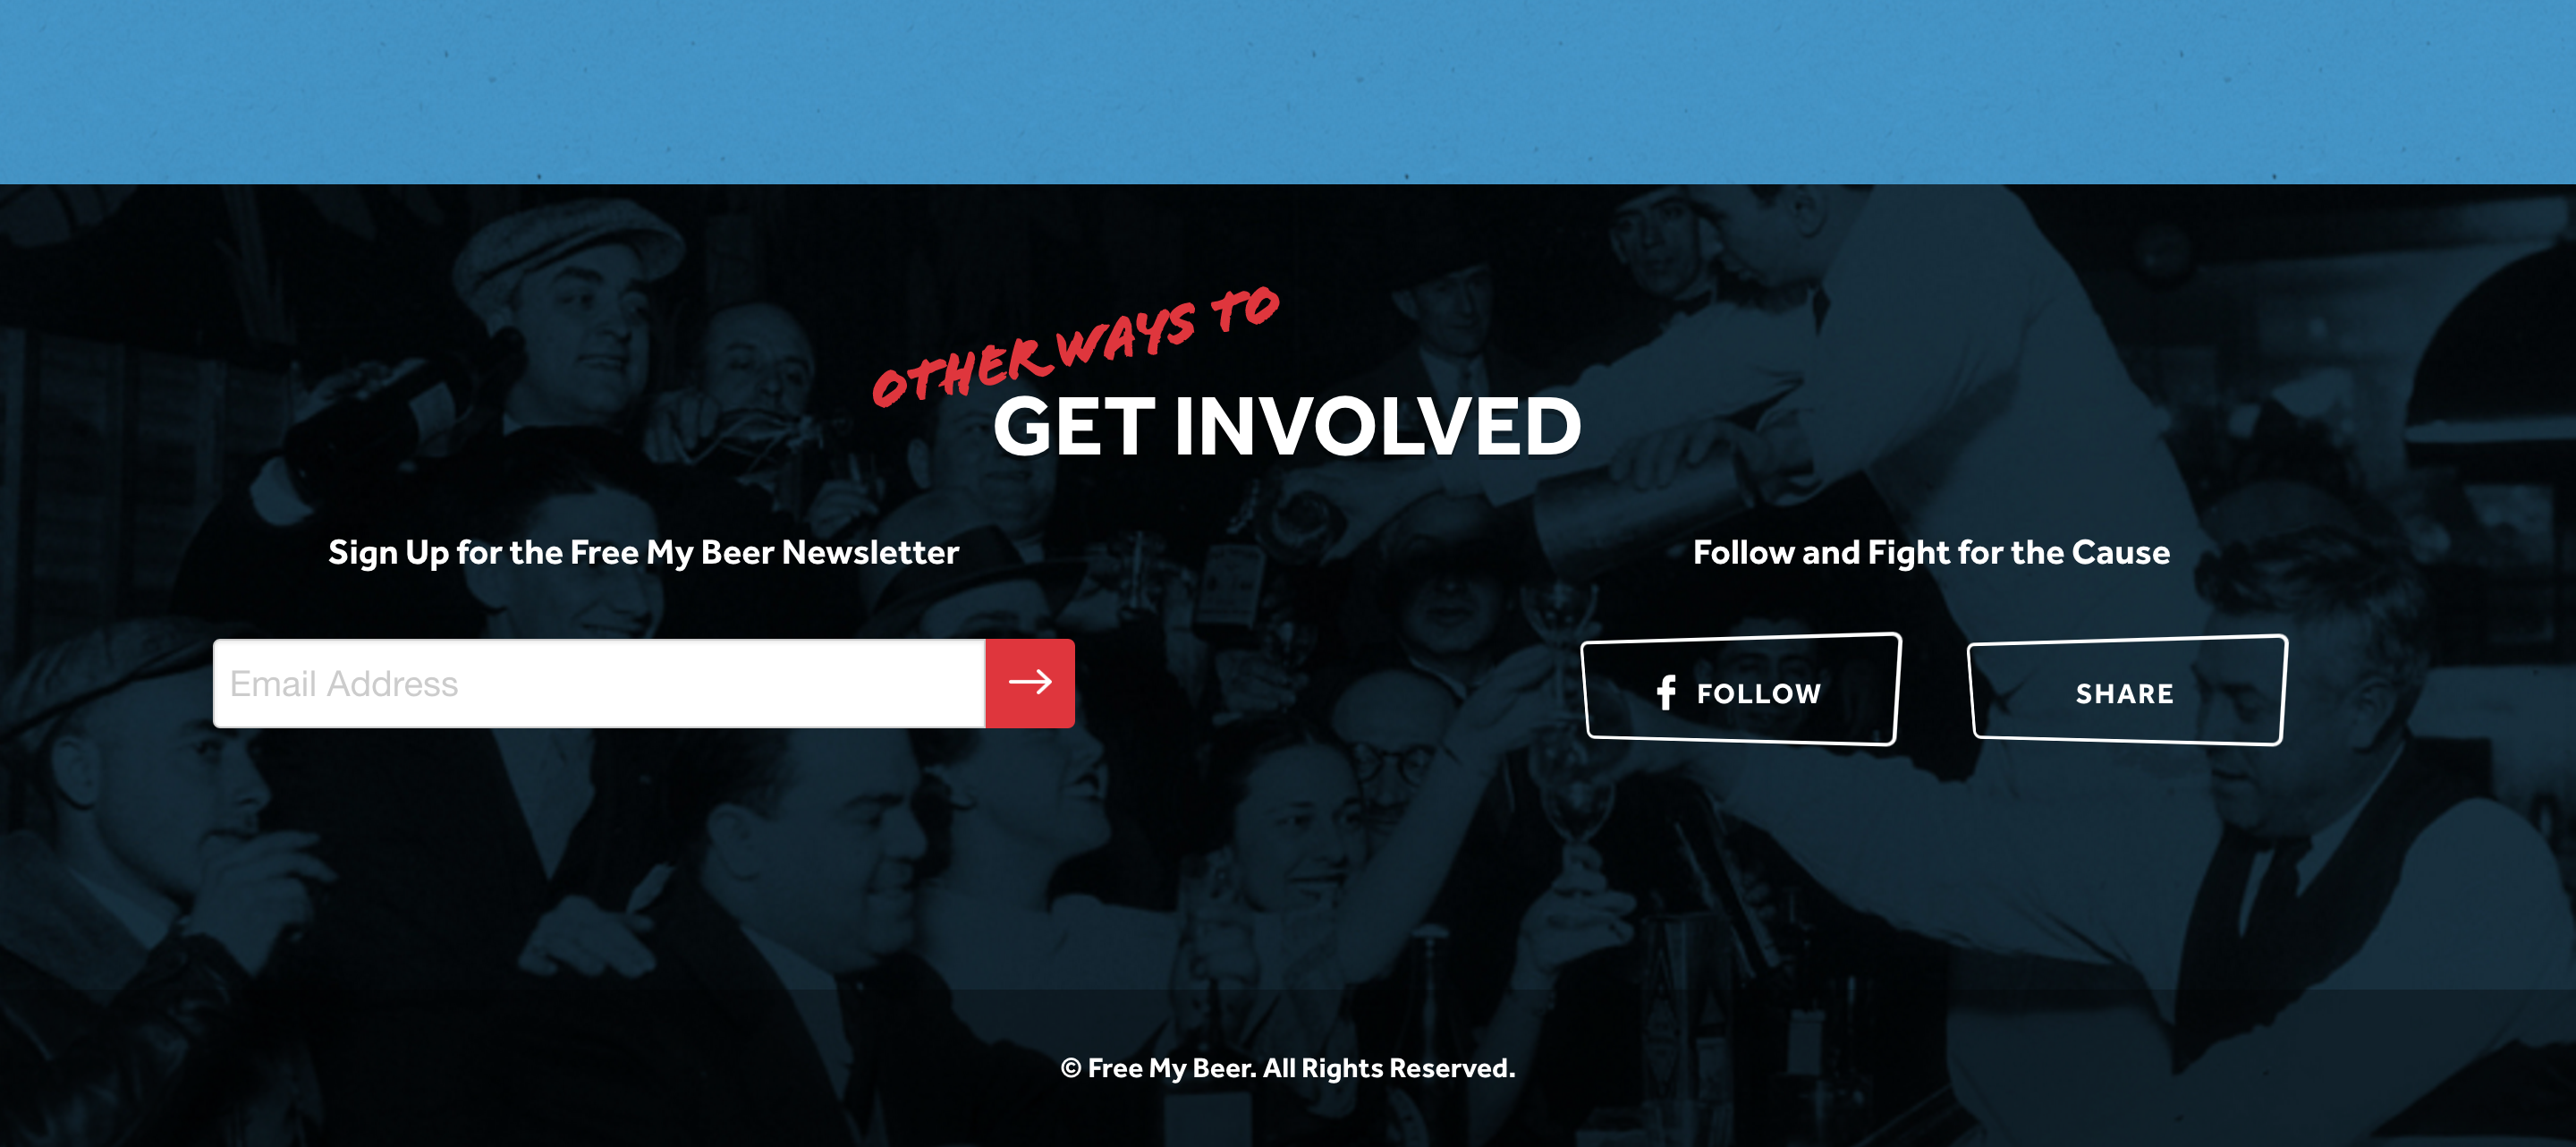 OTHER WAYS TO
GET INVOLVED
Sign Up for the Free My Beer Newsletter
Follow and Fight for the Cause
Email Address
FOLLOW
SHARE
© Free My Beer. All Rights Reserved.